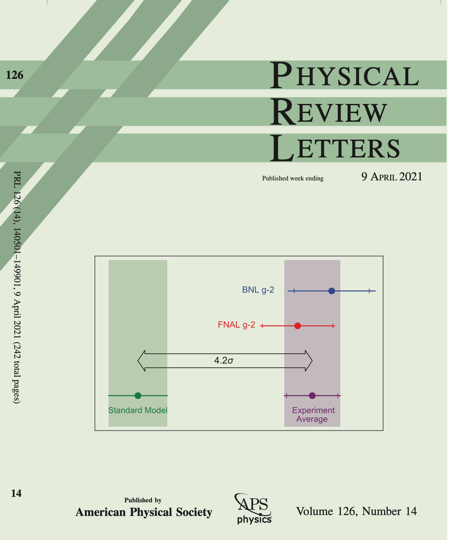 126
PHYSICAL
REVIEW
LETTERS
Published week ending 9 APRIL 2021
PRL 126 (14), 140501–149901, 9 April 2021 (242 total pages)
BNL g-2
FNAL g-2
4.2σ
Standard Model
Experiment
Average
14
Published by
American Physical Society
APS
physics
Volume 126, Number 14